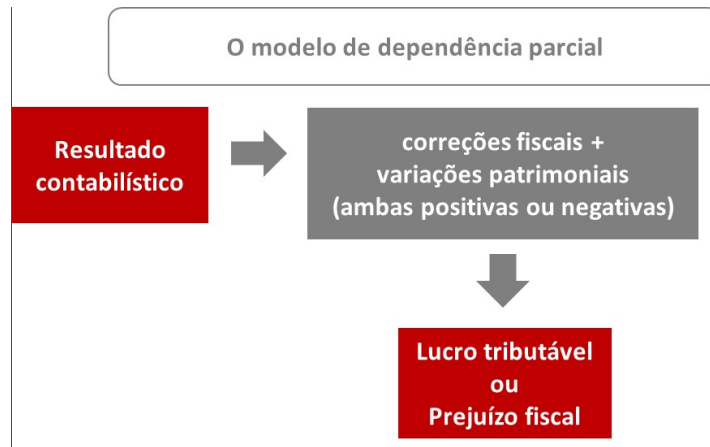 O modelo de dependência parcial
Resultado
contabilístico
correções fiscais +
variações patrimoniais
(ambas positivas ou negativas)
Lucro tributável
ou
Prejuízo fiscal